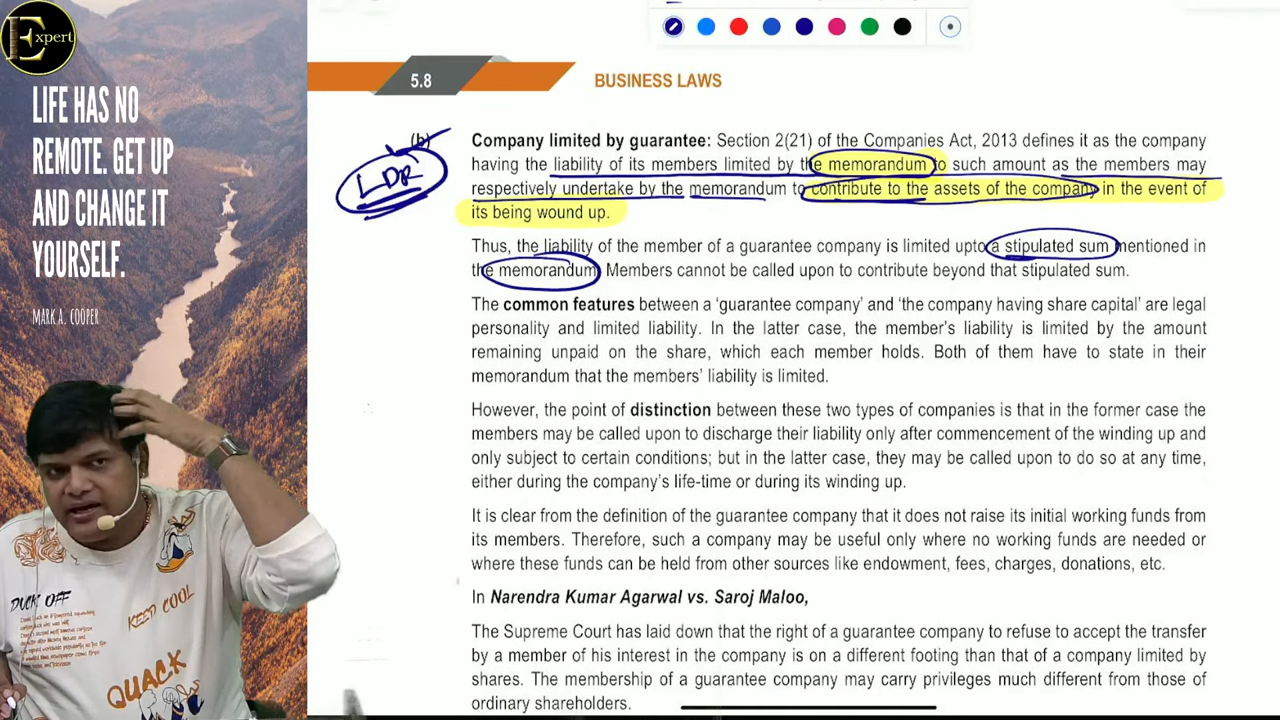 Expert
LIFE HAS NO
REMOTE. GET UP
AND CHANGE IT
YOURSELF.
MARK A. COOPER
5.8
BUSINESS LAWS
(b)
LDR
Company limited by guarantee: Section 2(21) of the Companies Act, 2013 defines it as the company
having the liability of its members limited by the memorandum to such amount as the members may
respectively undertake by the memorandum to contribute to the assets of the company in the event of
its being wound up.
Thus, the liability of the member of a guarantee company is limited upto a stipulated sum mentioned in
the memorandum. Members cannot be called upon to contribute beyond that stipulated sum.
The common features between a ‘guarantee company’ and ‘the company having share capital’ are legal
personality and limited liability. In the latter case, the member’s liability is limited by the amount
remaining unpaid on the share, which each member holds. Both of them have to state in their
memorandum that the members’ liability is limited.
However, the point of distinction between these two types of companies is that in the former case the
members may be called upon to discharge their liability only after commencement of the winding up and
only subject to certain conditions; but in the latter case, they may be called upon to do so at any time,
either during the company’s life-time or during its winding up.
It is clear from the definition of the guarantee company that it does not raise its initial working funds from
its members. Therefore, such a company may be useful only where no working funds are needed or
where these funds can be held from other sources like endowment, fees, charges, donations, etc.
In Narendra Kumar Agarwal vs. Saroj Maloo,
The Supreme Court has laid down that the right of a guarantee company to refuse to accept the transfer
by a member of his interest in the company is on a different footing than that of a company limited by
shares. The membership of a guarantee company may carry privileges much different from those of
ordinary shareholders.
DUCK OFF
KEEP COOL
QUACK